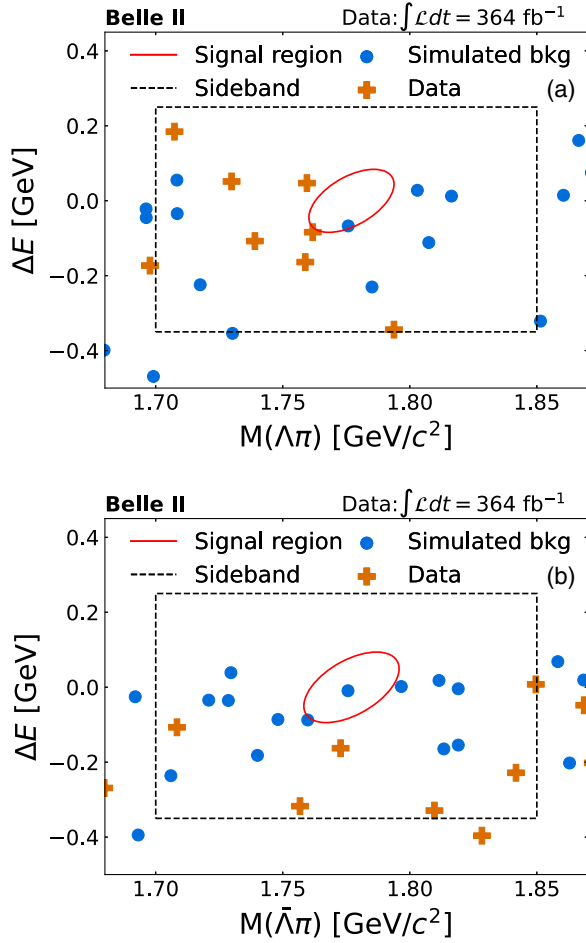 Belle II Data: ∫ℒdt = 364 fb⁻¹
Signal region Simulated bkg
Sideband Data (a)
0.4
0.2
0.0
−0.2
−0.4
ΔE [GeV]
1.70 1.75 1.80 1.85
M(Λπ) [GeV/c²]
Belle II Data: ∫ℒdt = 364 fb⁻¹
Signal region Simulated bkg
Sideband Data (b)
0.4
0.2
0.0
−0.2
−0.4
ΔE [GeV]
1.70 1.75 1.80 1.85
M(Λ̄π) [GeV/c²]